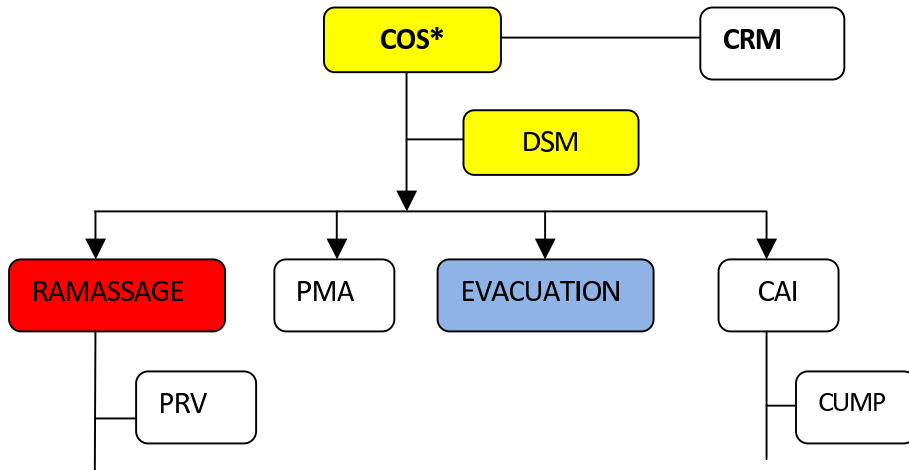 COS*
CRM
DSM
RAMASSAGE
PMA
EVACUATION
CAI
PRV
CUMP